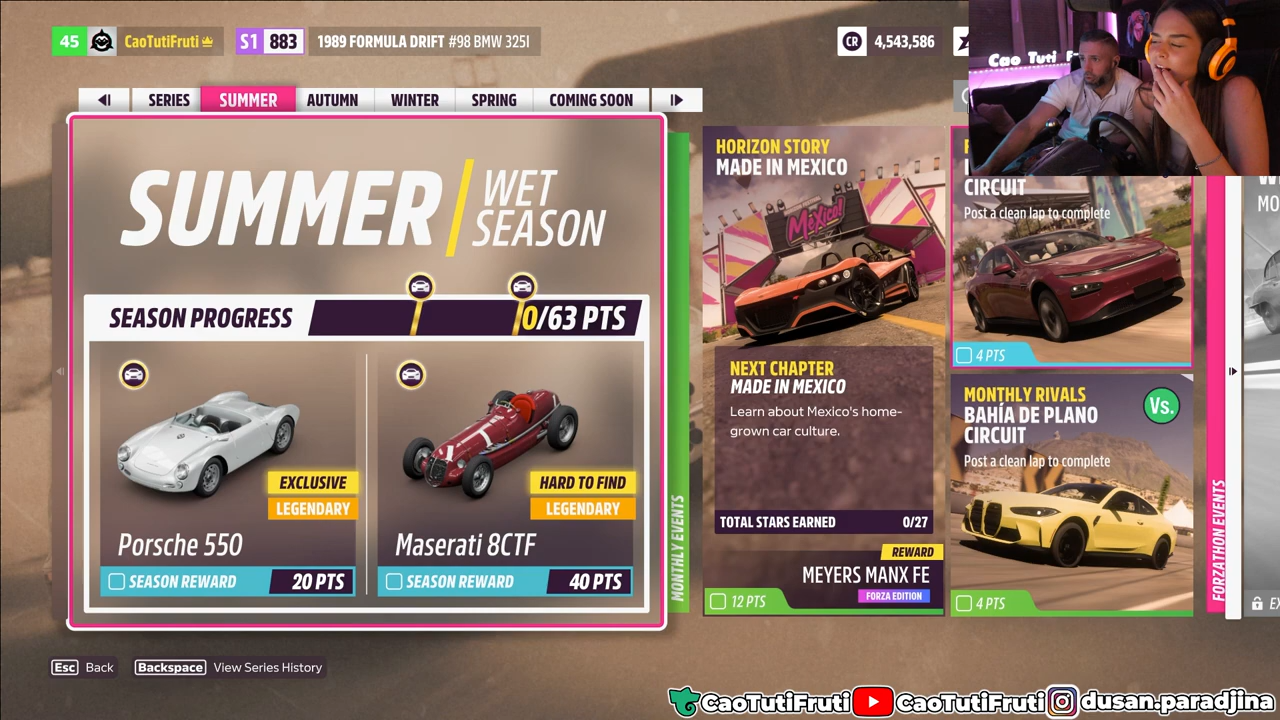 45 CaoTutiFruti S1 883 1989 FORMULA DRIFT #98 BMW 325I
CR 4,543,586
SERIES SUMMER AUTUMN WINTER SPRING COMING SOON
SUMMER WET SEASON
SEASON PROGRESS 0/63 PTS
EXCLUSIVE
LEGENDARY
Porsche 550
SEASON REWARD 20 PTS
HARD TO FIND
LEGENDARY
Maserati 8CTF
SEASON REWARD 40 PTS
MONTHLY EVENTS
HORIZON STORY
MADE IN MEXICO
México!
NEXT CHAPTER
MADE IN MEXICO
Learn about Mexico's home-
grown car culture.
TOTAL STARS EARNED 0/27
REWARD
MEYERS MANX FE
FORZA EDITION
12 PTS
CIRCUIT
Post a clean lap to complete
4 PTS
MONTHLY RIVALS
BAHÍA DE PLANO
CIRCUIT
Vs.
Post a clean lap to complete
4 PTS
FORZATHON EVENTS
Cao Tuti
Esc Back Backspace View Series History
CaoTutiFruti CaoTutiFruti dusan.paradjina